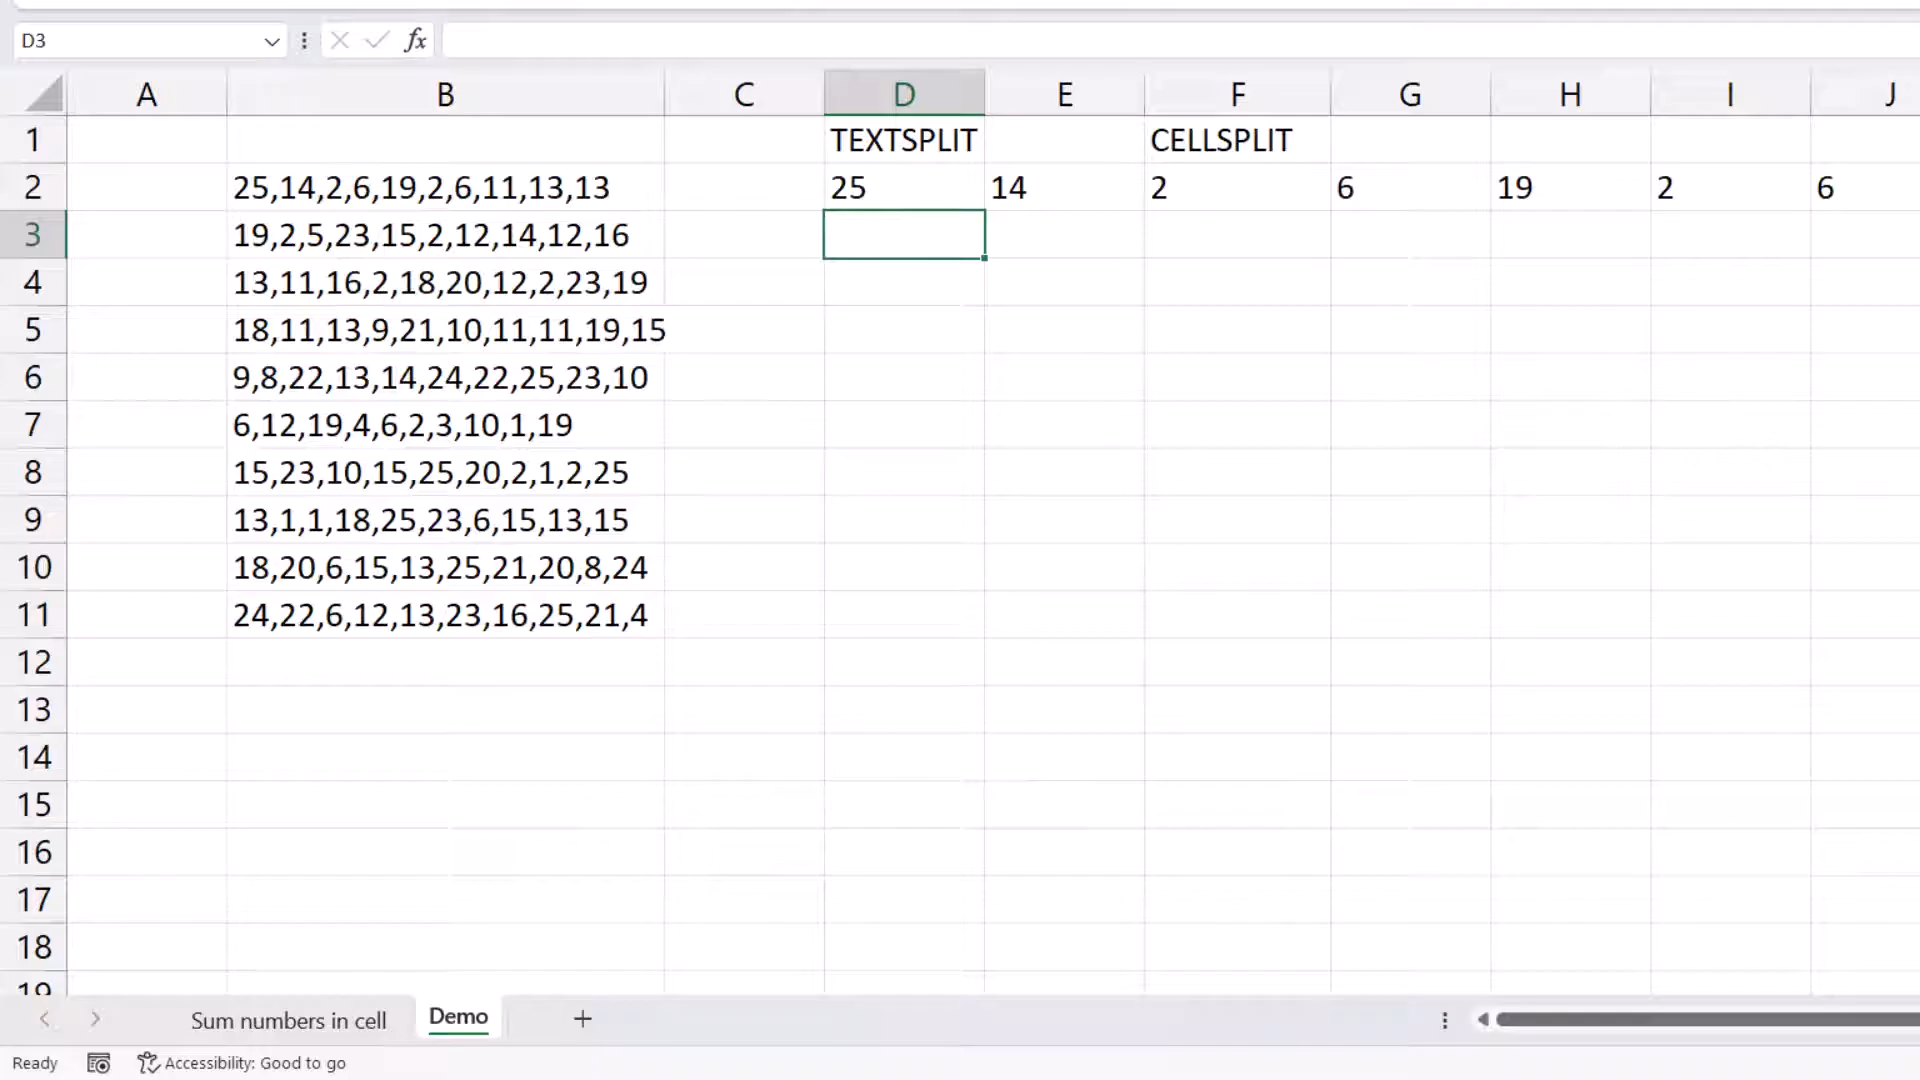 D3 fx
A B C D E F G H I J
1 TEXTSPLIT CELLSPLIT
2 25,14,2,6,19,2,6,11,13,13 25 14 2 6 19 2 6
3 19,2,5,23,15,2,12,14,12,16
4 13,11,16,2,18,20,12,2,23,19
5 18,11,13,9,21,10,11,11,19,15
6 9,8,22,13,14,24,22,25,23,10
7 6,12,19,4,6,2,3,10,1,19
8 15,23,10,15,25,20,2,1,2,25
9 13,1,1,18,25,23,6,15,13,15
10 18,20,6,15,13,25,21,20,8,24
11 24,22,6,12,13,23,16,25,21,4
12
13
14
15
16
17
18
19
Sum numbers in cell Demo
Ready Accessibility: Good to go